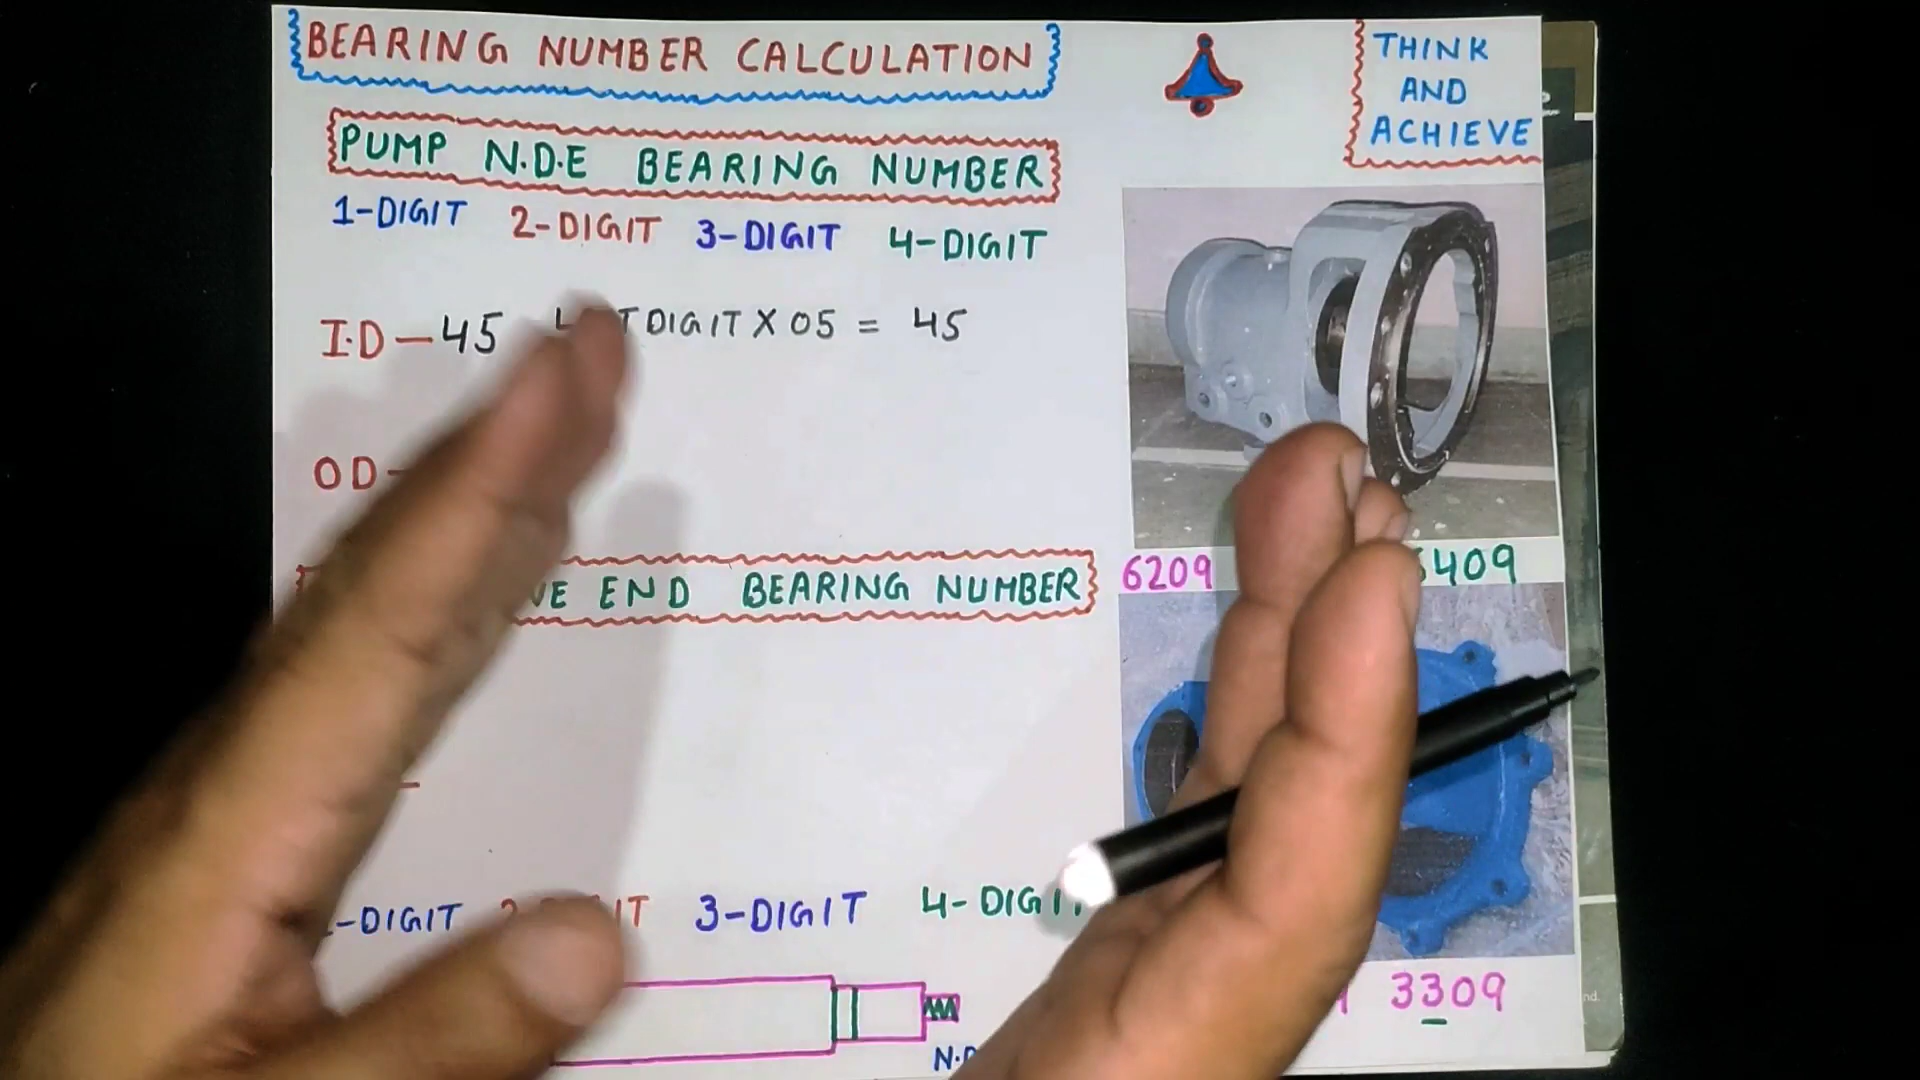 BEARING NUMBER CALCULATION
THINK
AND
ACHIEVE
PUMP N.D.E BEARING NUMBER
1-DIGIT 2-DIGIT 3-DIGIT 4-DIGIT
I.D - 45 DIGIT X 05 = 45
OD-
END BEARING NUMBER
6209 409
-DIGIT 3-DIGIT 4-DIGI
3309